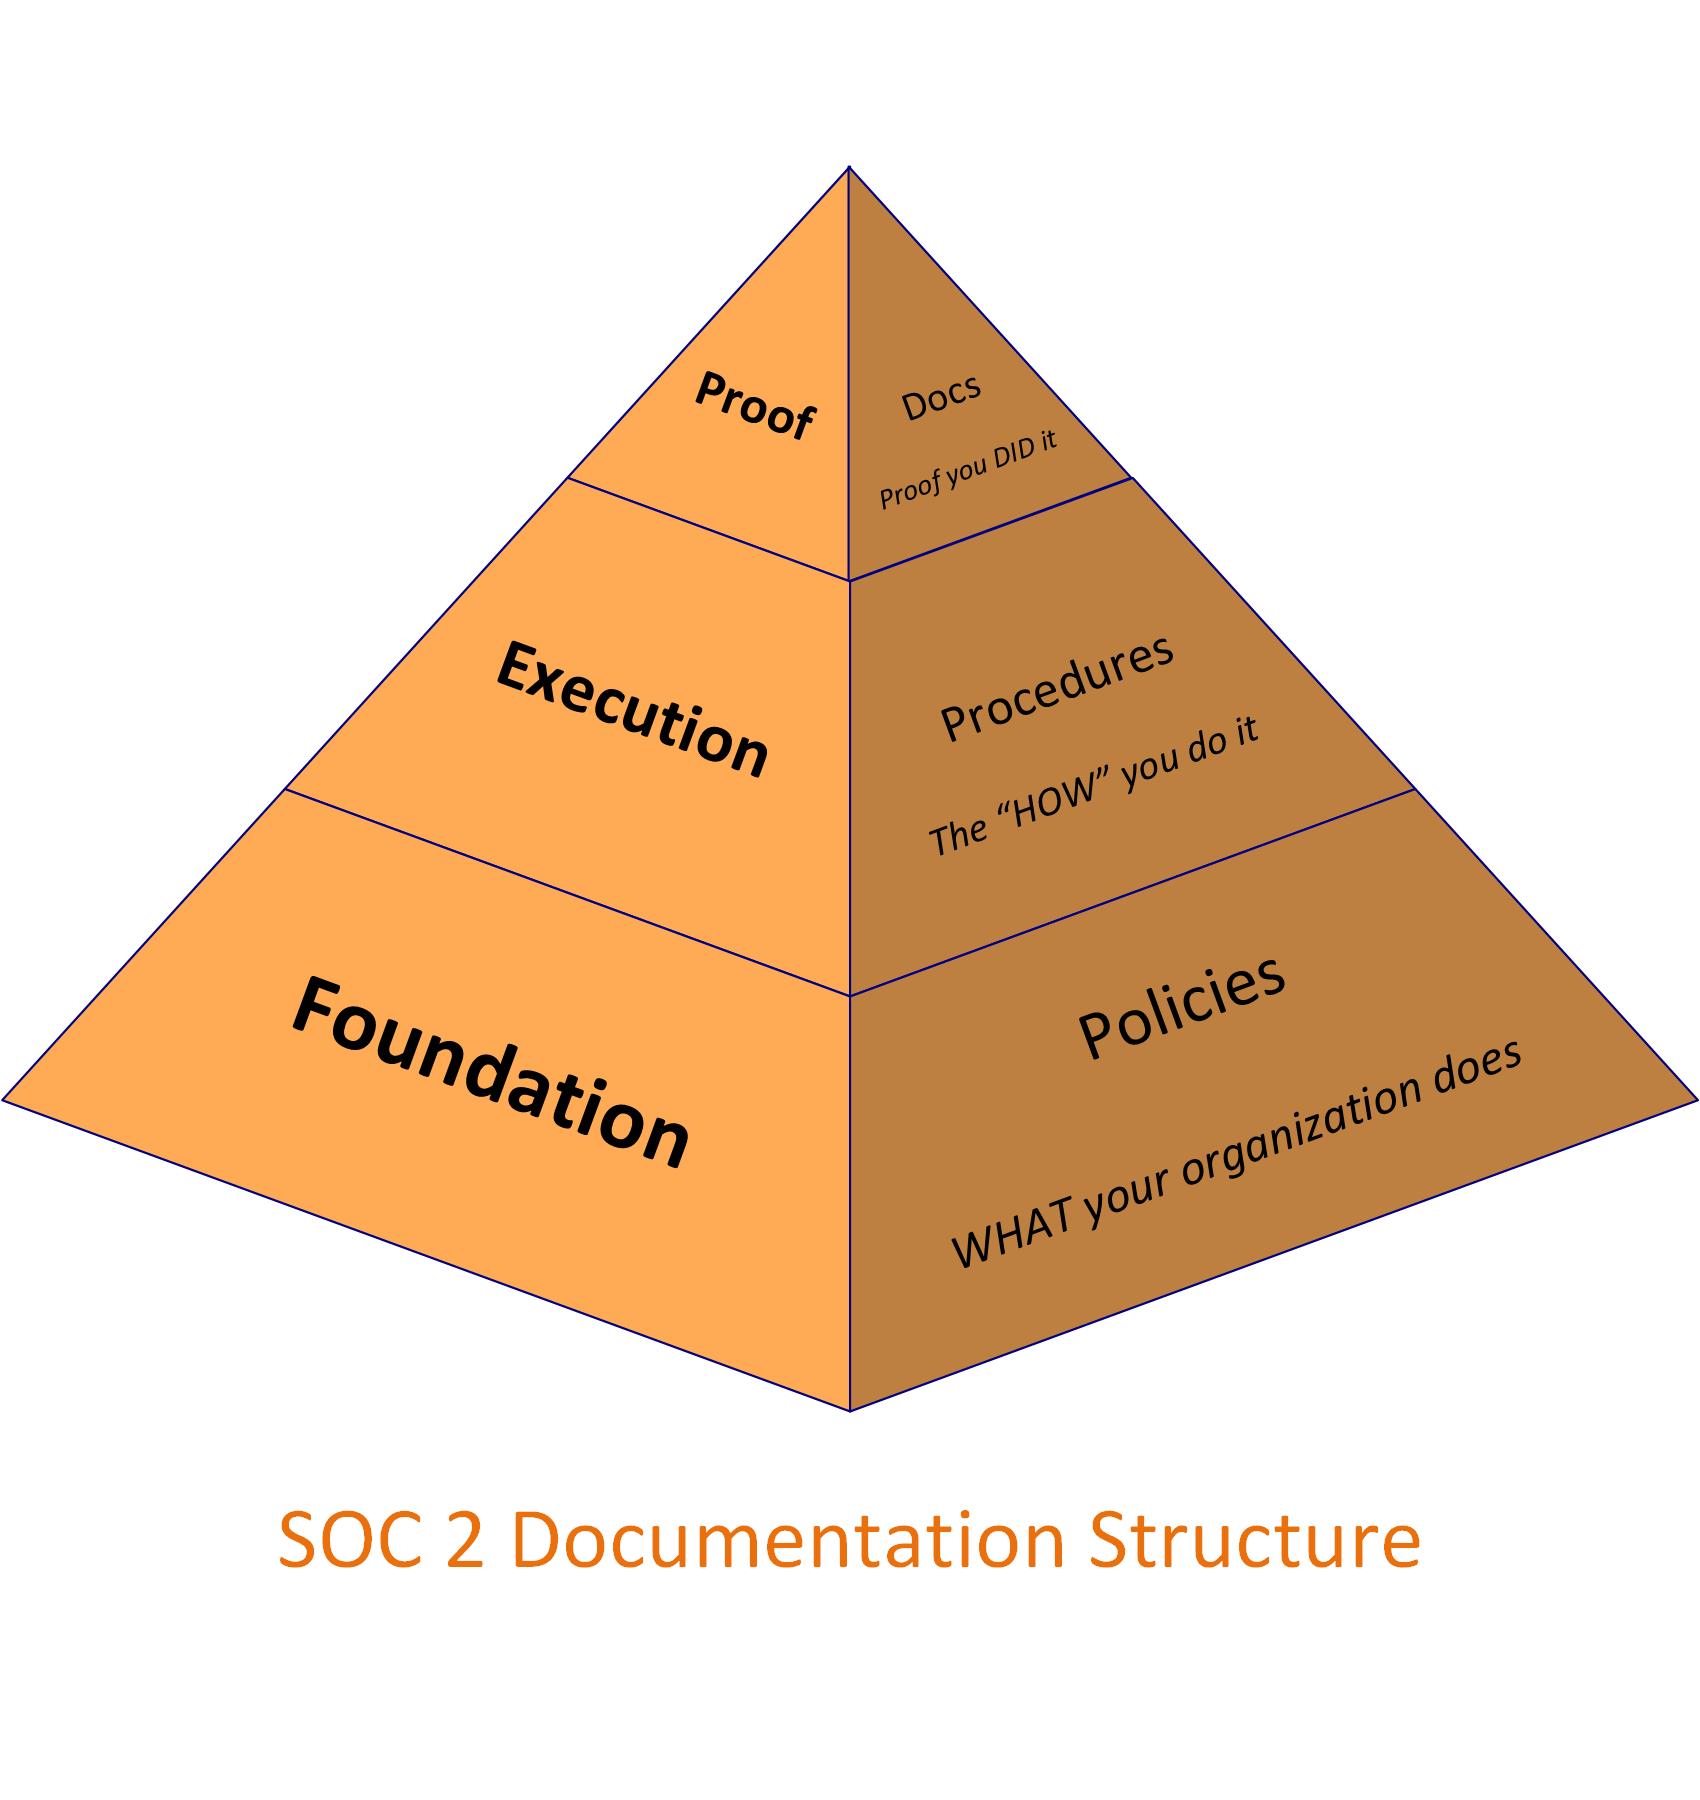 Proof
Docs
Proof you DID it
Execution
Procedures
The “HOW” you do it
Foundation
Policies
WHAT your organization does
SOC 2 Documentation Structure